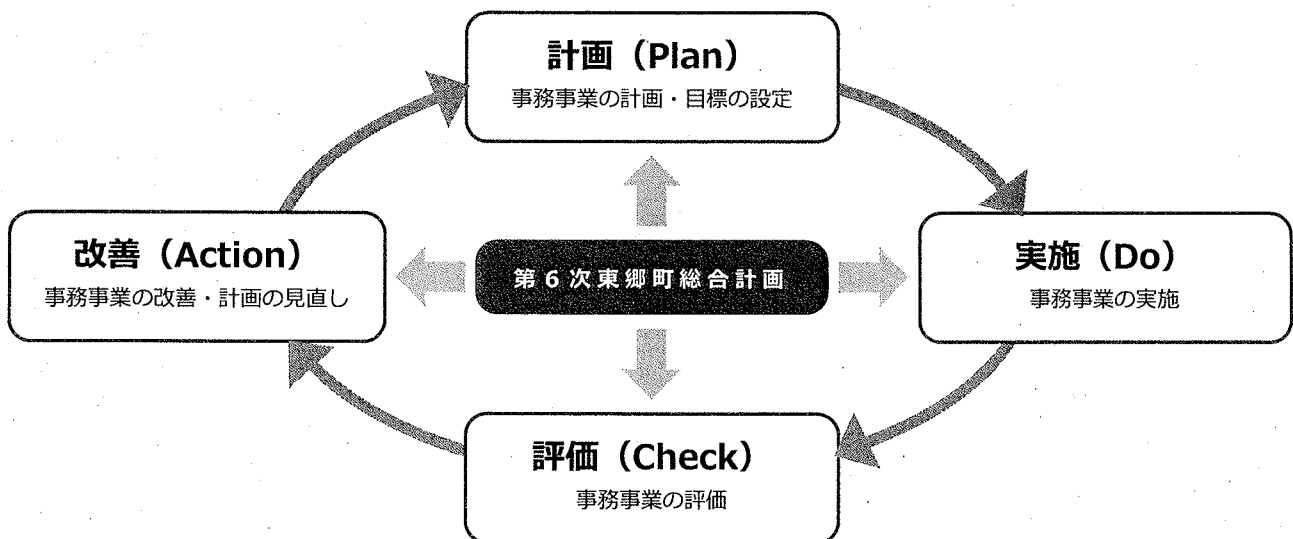 計画（Plan）
事務事業の計画・目標の設定
改善（Action）
事務事業の改善・計画の見直し
第６次東郷町総合計画
実施（Do）
事務事業の実施
評価（Check）
事務事業の評価